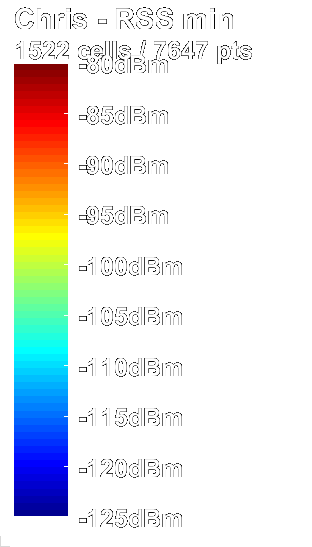 Chris - RSS min
1522 cells / 7647 pts
-80dBm
-85dBm
-90dBm
-95dBm
-100dBm
-105dBm
-110dBm
-115dBm
-120dBm
-125dBm